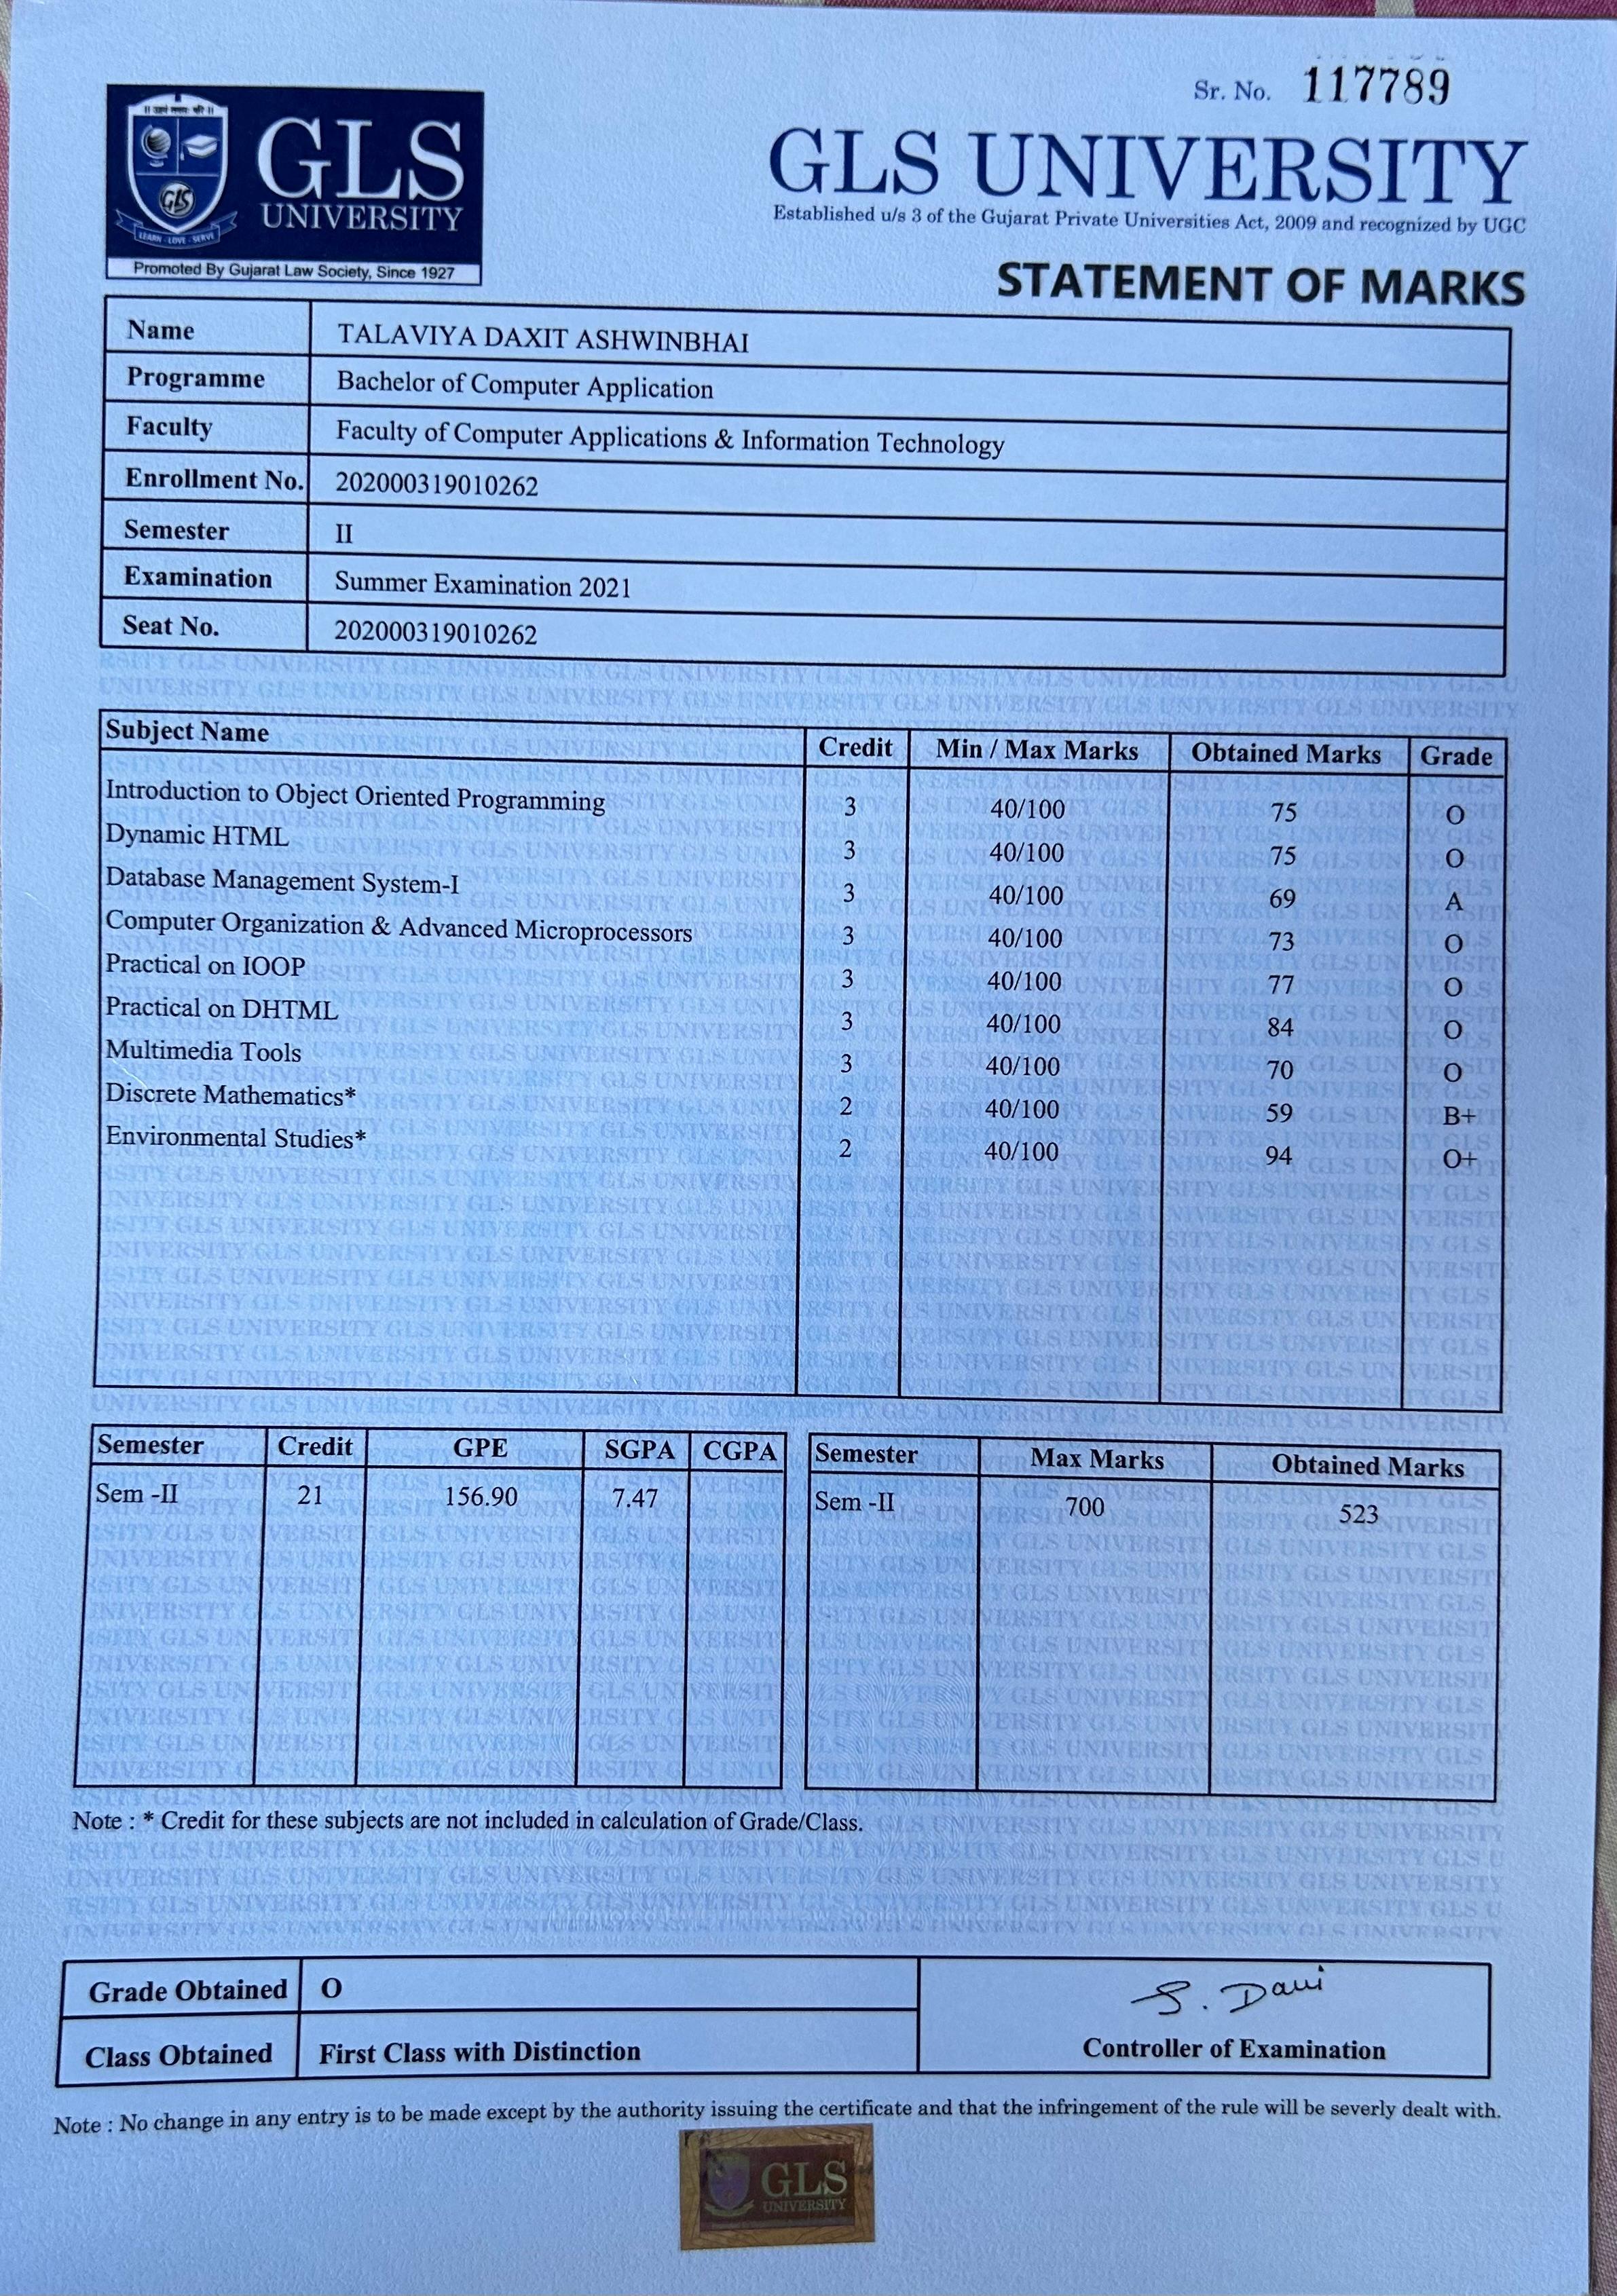 Sr. No. 117789
GLS
UNIVERSITY
GLS
LEARN - LOVE - SERVE
Promoted By Gujarat Law Society, Since 1927
GLS UNIVERSITY
Established u/s 3 of the Gujarat Private Universities Act, 2009 and recognized by UGC
STATEMENT OF MARKS
Name TALAVIYA DAXIT ASHWINBHAI
Programme Bachelor of Computer Application
Faculty Faculty of Computer Applications & Information Technology
Enrollment No. 202000319010262
Semester II
Examination Summer Examination 2021
Seat No. 202000319010262
Subject Name Credit Min / Max Marks Obtained Marks Grade
Introduction to Object Oriented Programming 3 40/100 75 O
Dynamic HTML 3 40/100 75 O
Database Management System-I 3 40/100 69 A
Computer Organization & Advanced Microprocessors 3 40/100 73 O
Practical on IOOP 3 40/100 77 O
Practical on DHTML 3 40/100 84 O
Multimedia Tools 3 40/100 70 O
Discrete Mathematics* 2 40/100 59 B+
Environmental Studies* 2 40/100 94 O+
Semester Credit GPE SGPA CGPA
Sem -II 21 156.90 7.47
Semester Max Marks Obtained Marks
Sem -II 700 523
Note : * Credit for these subjects are not included in calculation of Grade/Class.
Grade Obtained O
Class Obtained First Class with Distinction
S. Davi
Controller of Examination
Note : No change in any entry is to be made except by the authority issuing the certificate and that the infringement of the rule will be severly dealt with.
GLS
UNIVERSITY